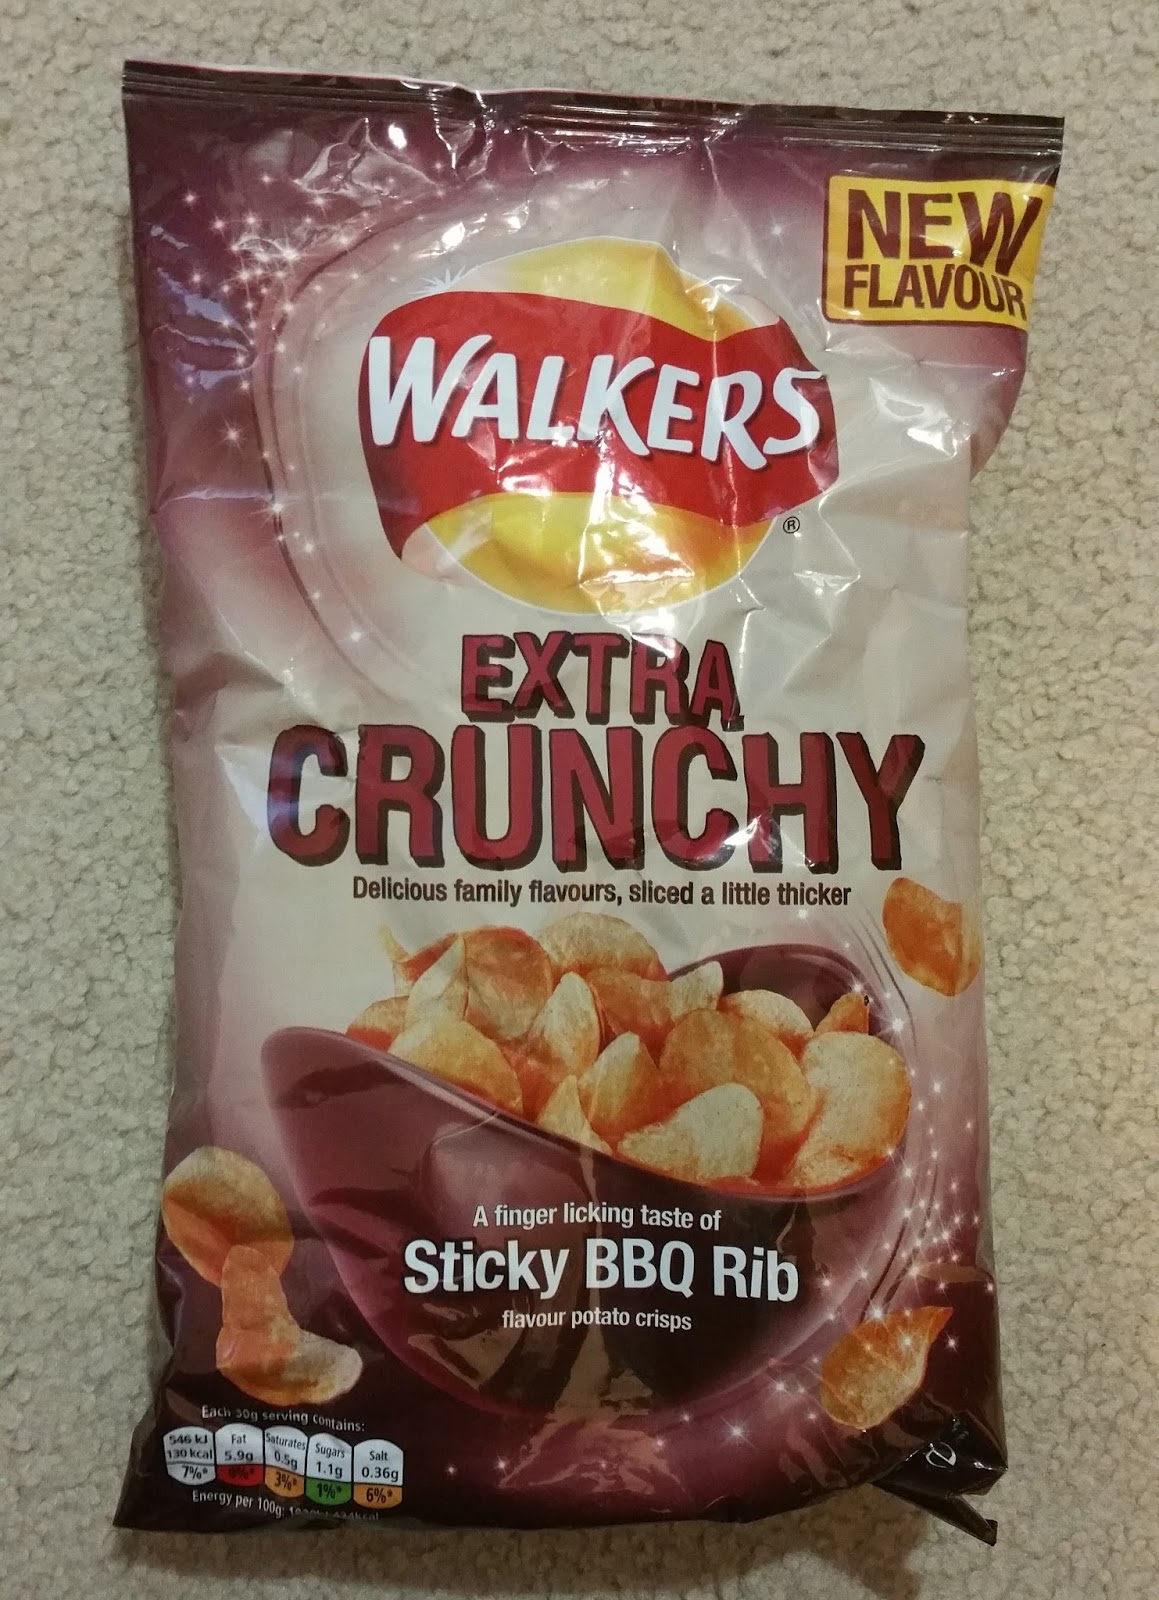 NEW
FLAVOUR
WALKERS
®
EXTRA
CRUNCHY
Delicious family flavours, sliced a little thicker
A finger licking taste of
Sticky BBQ Rib
flavour potato crisps
Each 30g serving contains:
546 kJ
130 kcal
7%*
Fat
5.9g
8%*
Saturates
0.5g
3%*
Sugars
1.1g
1%*
Salt
0.36g
6%*
Energy per 100g:
e